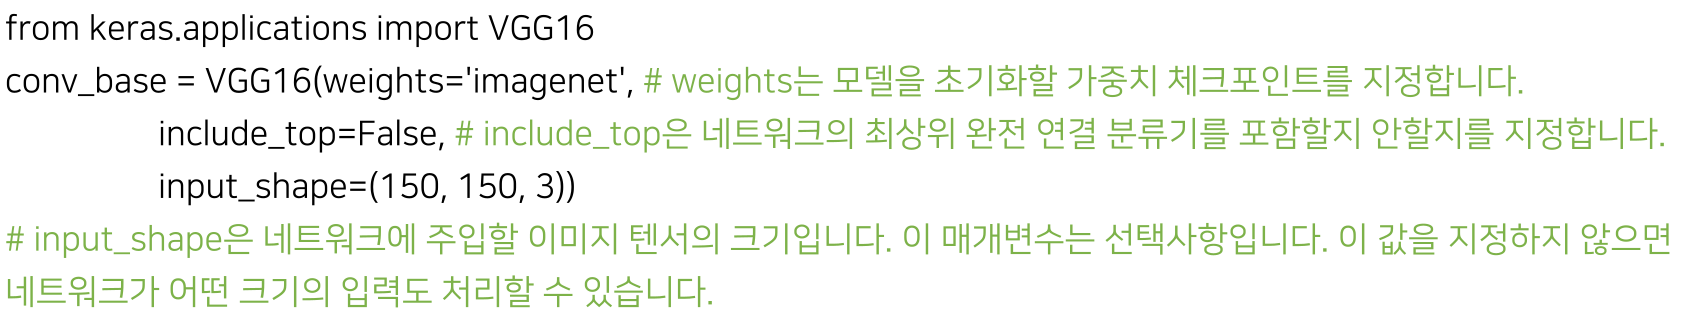 from keras.applications import VGG16
conv_base = VGG16(weights='imagenet', # weights는 모델을 초기화할 가중치 체크포인트를 지정합니다.
include_top=False, # include_top은 네트워크의 최상위 완전 연결 분류기를 포함할지 안할지를 지정합니다.
input_shape=(150, 150, 3))
# input_shape은 네트워크에 주입할 이미지 텐서의 크기입니다. 이 매개변수는 선택사항입니다. 이 값을 지정하지 않으면
네트워크가 어떤 크기의 입력도 처리할 수 있습니다.